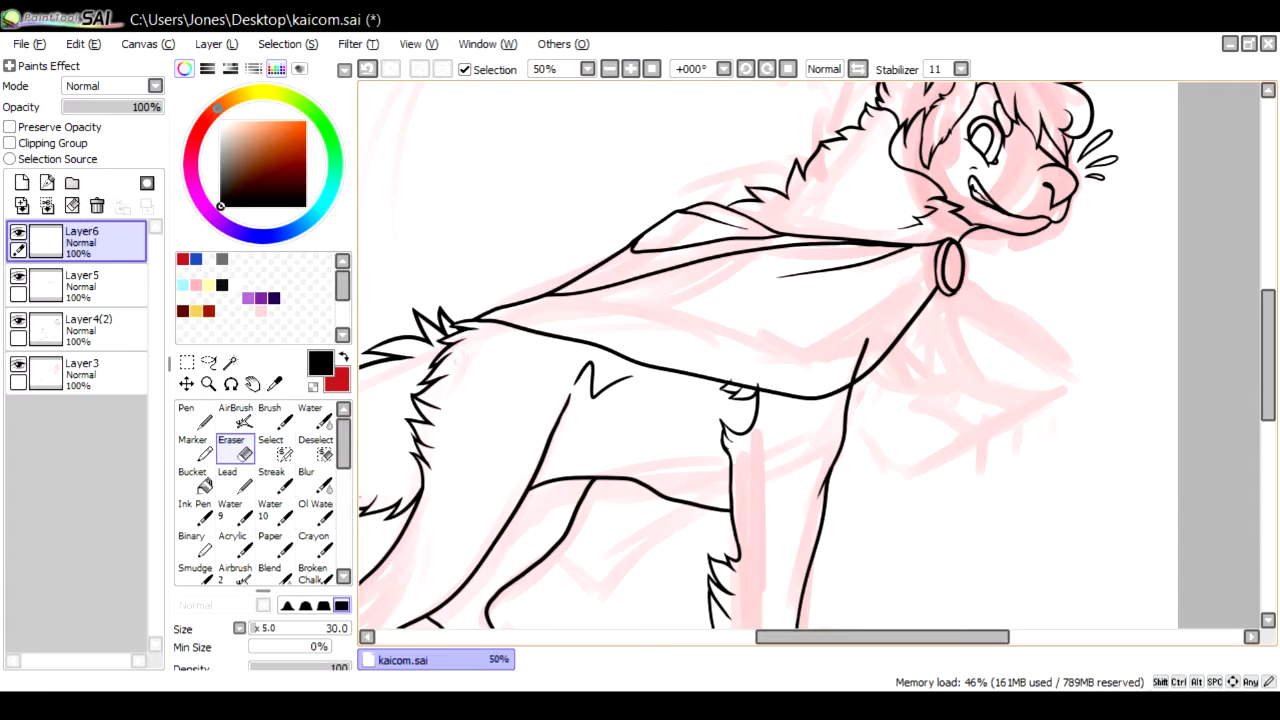 PaintTool SAI C:\Users\Jones\Desktop\kaicom.sai (*)
File (F) Edit (E) Canvas (C) Layer (L) Selection (S) Filter (T) View (V) Window (W) Others (O)
Paints Effect
Mode Normal
Opacity 100%
Preserve Opacity
Clipping Group
Selection Source
Layer6
Normal
100%
Layer5
Normal
100%
Layer4(2)
Normal
100%
Layer3
Normal
100%
Selection 50% +000° Normal Stabilizer 11
Pen AirBrush Brush Water
Marker Eraser Select Deselect
Bucket Lead Streak Blur
Ink Pen Water 9 Water 10 Ol Wate
Binary Acrylic Paper Crayon
Smudge Airbrush 2 Blend Broken Chalk
Normal
Size x 5.0 30.0
Min Size 0%
Density 100
kaicom.sai 50%
Memory load: 46% (161MB used / 789MB reserved) Shift Ctrl Alt SPC Any